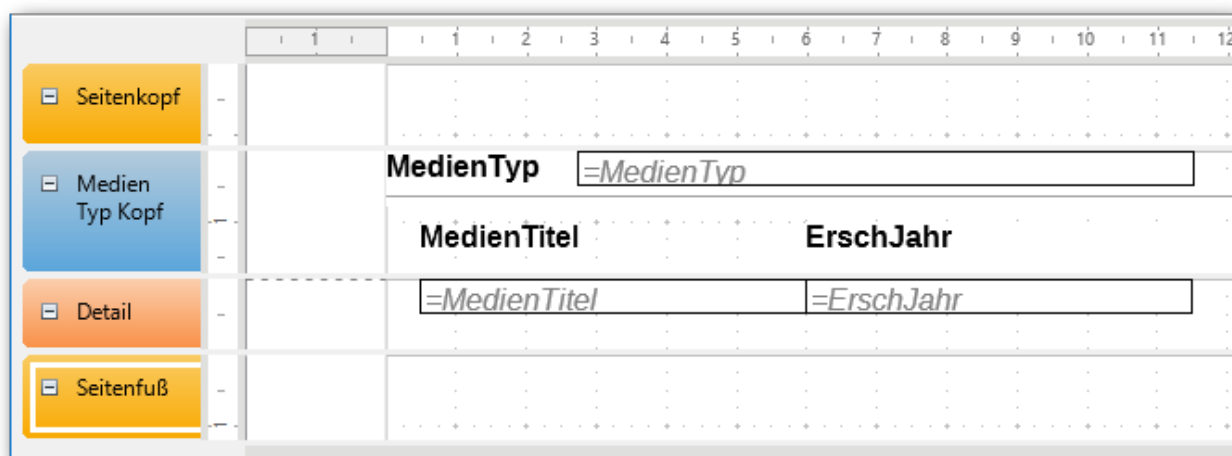 1 1 2 3 4 5 6 7 8 9 10 11 12
Seitenkopf
MedienTyp =MedienTyp
Medien
Typ Kopf
MedienTitel ErschJahr
Detail =MedienTitel =ErschJahr
Seitenfuß